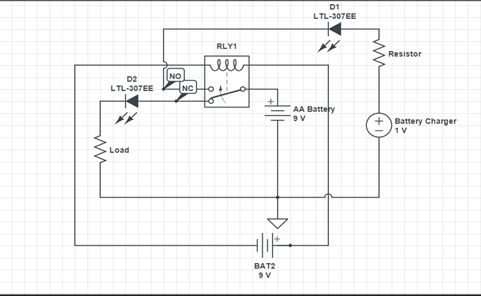 D1
LTL-307EE
RLY1
D2
LTL-307EE
NO
NC
Resistor
AA Battery
9 V
Battery Charger
1 V
Load
BAT2
9 V